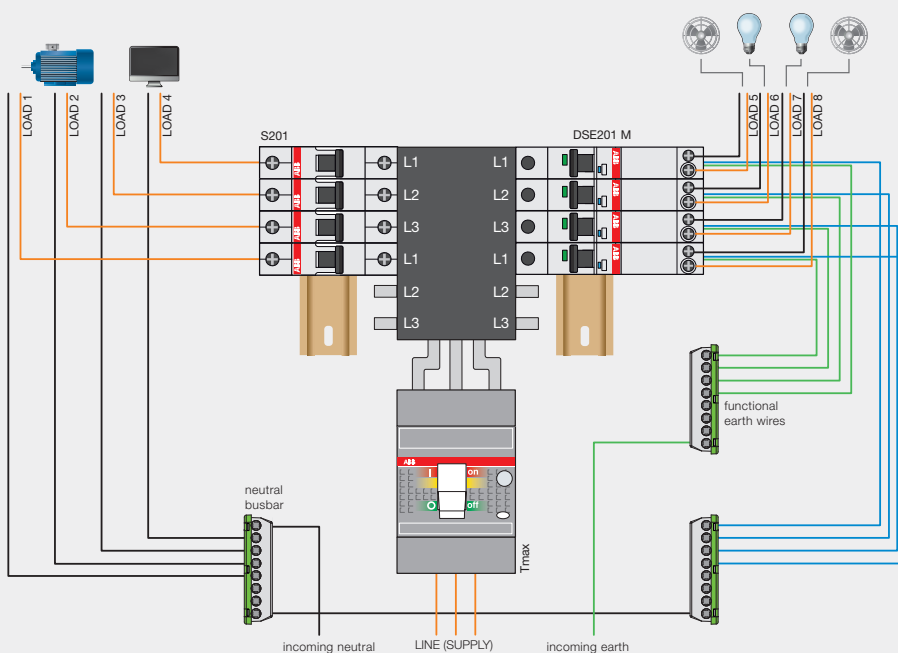 LOAD 1
LOAD 2
LOAD 3
LOAD 4
LOAD 5
LOAD 6
LOAD 7
LOAD 8
S201
DSE201 M
ABB
L1
L1
ABB
ABB
L2
L2
ABB
ABB
L3
L3
ABB
ABB
L1
L1
ABB
L2
L2
L3
L3
functional
earth wires
ABB
I
on
O
off
neutral
busbar
Tmax
incoming neutral
LINE (SUPPLY)
incoming earth